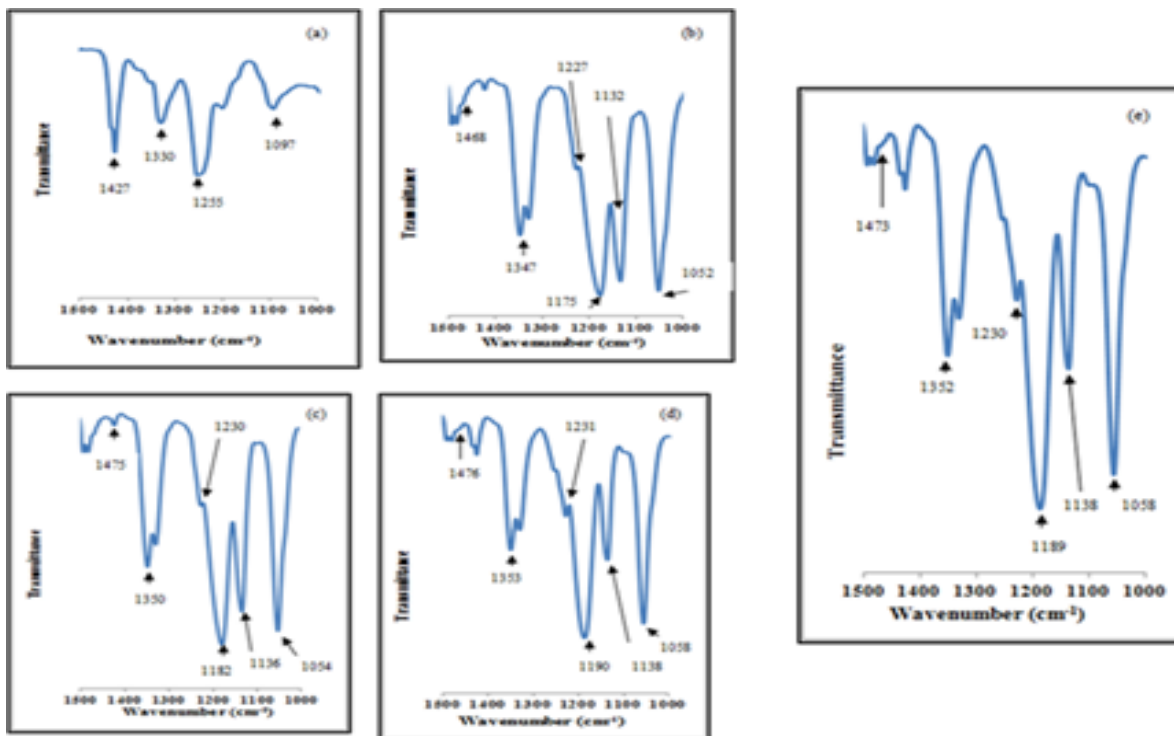 (a)
Transmittance
1427
1330
1255
1097
1500 1400 1300 1200 1100 1000
Wavenumber (cm⁻¹)
(b)
Transmittance
1468
1347
1227
1175
1132
1052
1500 1400 1300 1200 1100 1000
Wavenumber (cm⁻¹)
(c)
Transmittance
1475
1350
1230
1182
1136
1054
1500 1400 1300 1200 1100 1000
Wavenumber (cm⁻¹)
(d)
Transmittance
1476
1353
1231
1190
1138
1058
1500 1400 1300 1200 1100 1000
Wavenumber (cm⁻¹)
(e)
Transmittance
1473
1352
1230
1189
1138
1058
1500 1400 1300 1200 1100 1000
Wavenumber (cm⁻¹)